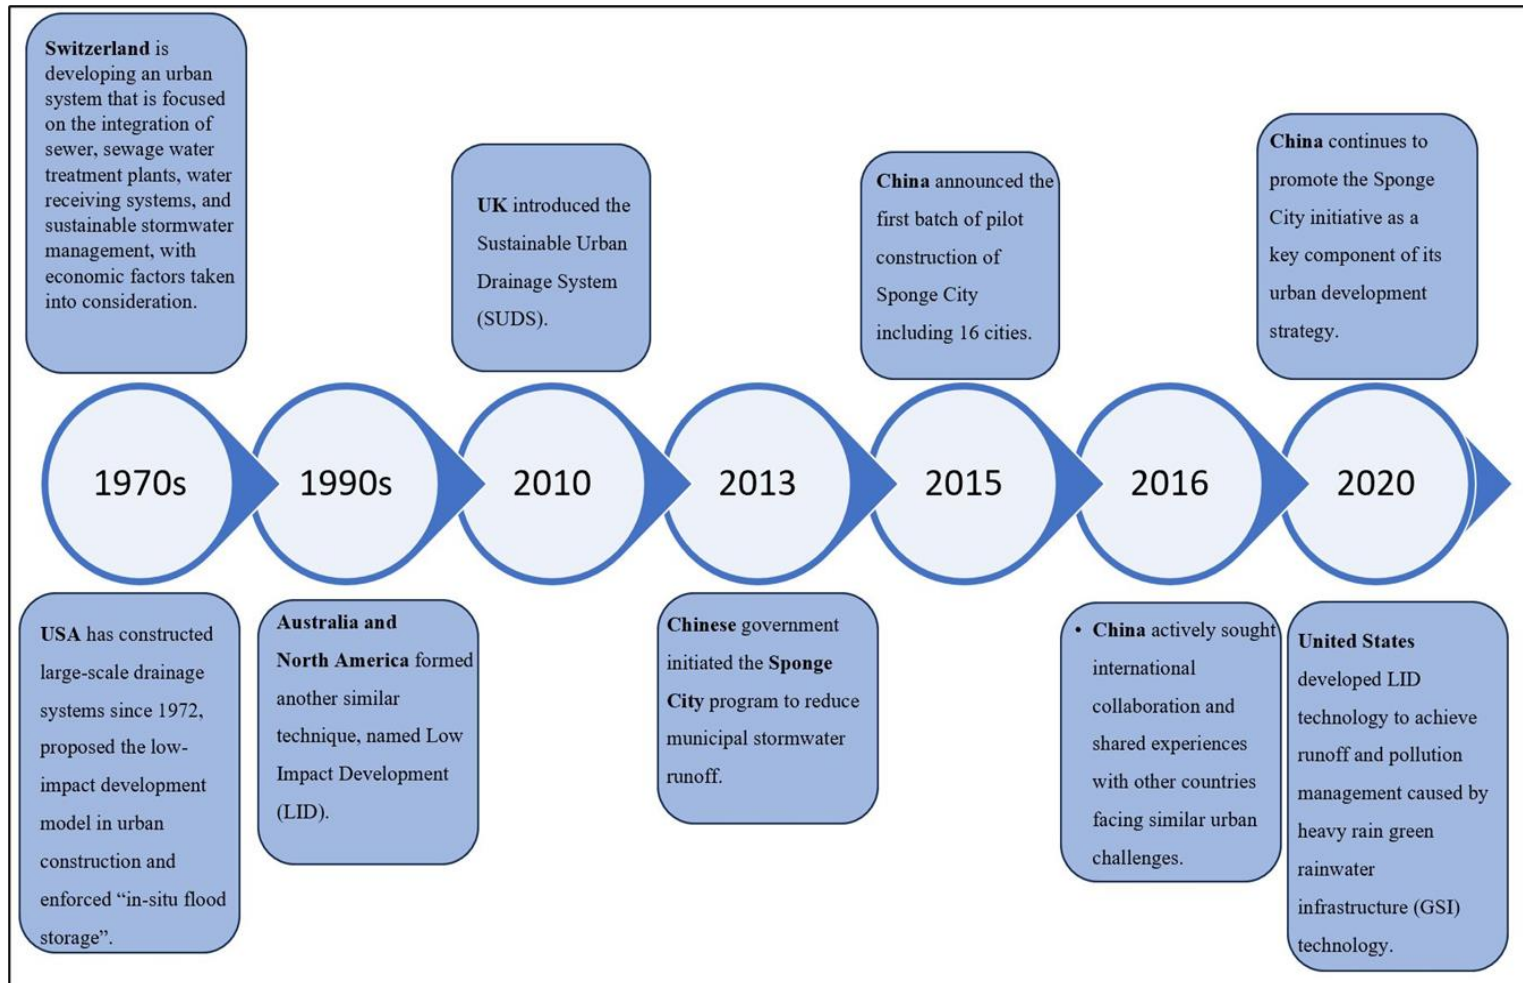 Switzerland is
developing an urban
system that is focused
on the integration of
sewer, sewage water
treatment plants, water
receiving systems, and
sustainable stormwater
management, with
economic factors taken
into consideration.
UK introduced the
Sustainable Urban
Drainage System
(SUDS).
China announced the
first batch of pilot
construction of
Sponge City
including 16 cities.
China continues to
promote the Sponge
City initiative as a
key component of its
urban development
strategy.
1970s
1990s
2010
2013
2015
2016
2020
USA has constructed
large-scale drainage
systems since 1972,
proposed the low-
impact development
model in urban
construction and
enforced “in-situ flood
storage”.
Australia and
North America formed
another similar
technique, named Low
Impact Development
(LID).
Chinese government
initiated the Sponge
City program to reduce
municipal stormwater
runoff.
• China actively sought
international
collaboration and
shared experiences
with other countries
facing similar urban
challenges.
United States
developed LID
technology to achieve
runoff and pollution
management caused by
heavy rain green
rainwater
infrastructure (GSI)
technology.